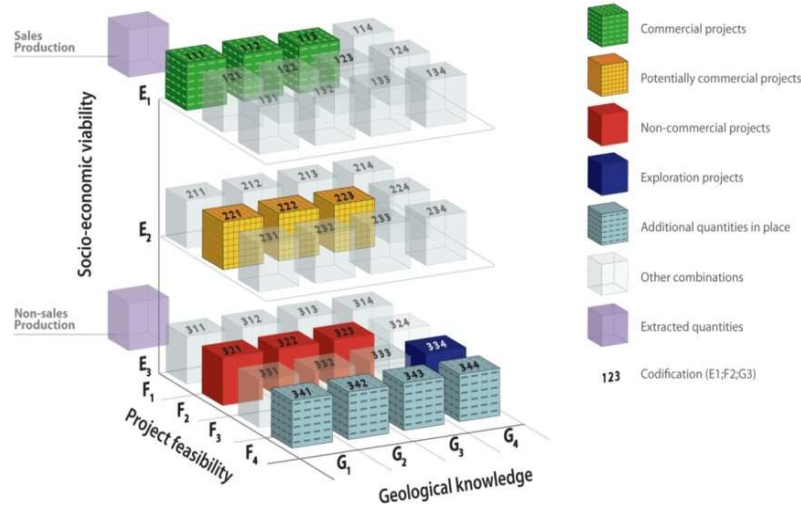 Sales
Production
Socio-economic viability
E1
111
112
113
114
121
122
123
124
131
132
133
134
E2
211
212
213
214
221
222
223
224
231
232
233
234
Non-sales
Production
E3
311
312
313
314
321
322
323
324
331
332
333
334
341
342
343
344
F1
F2
F3
F4
Project feasibility
G1
G2
G3
G4
Geological knowledge
Commercial projects
Potentially commercial projects
Non-commercial projects
Exploration projects
Additional quantities in place
Other combinations
Extracted quantities
123 Codification (E1;F2;G3)